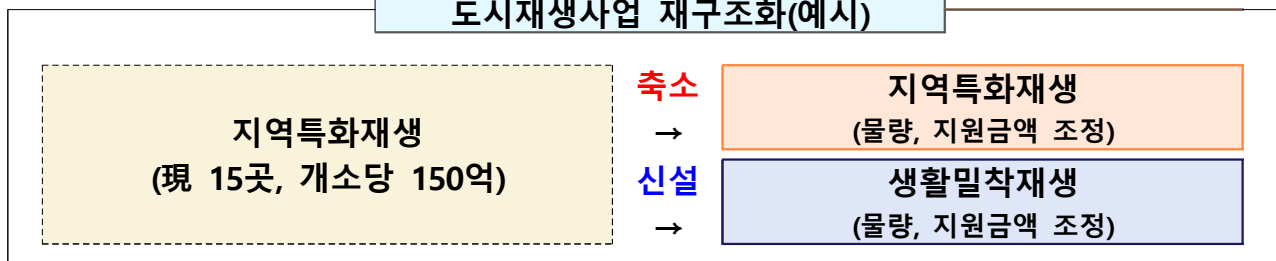 도시재생사업 재구조화(예시)
지역특화재생
(現 15곳, 개소당 150억)
축소
→
지역특화재생
(물량, 지원금액 조정)
신설
→
생활밀착재생
(물량, 지원금액 조정)